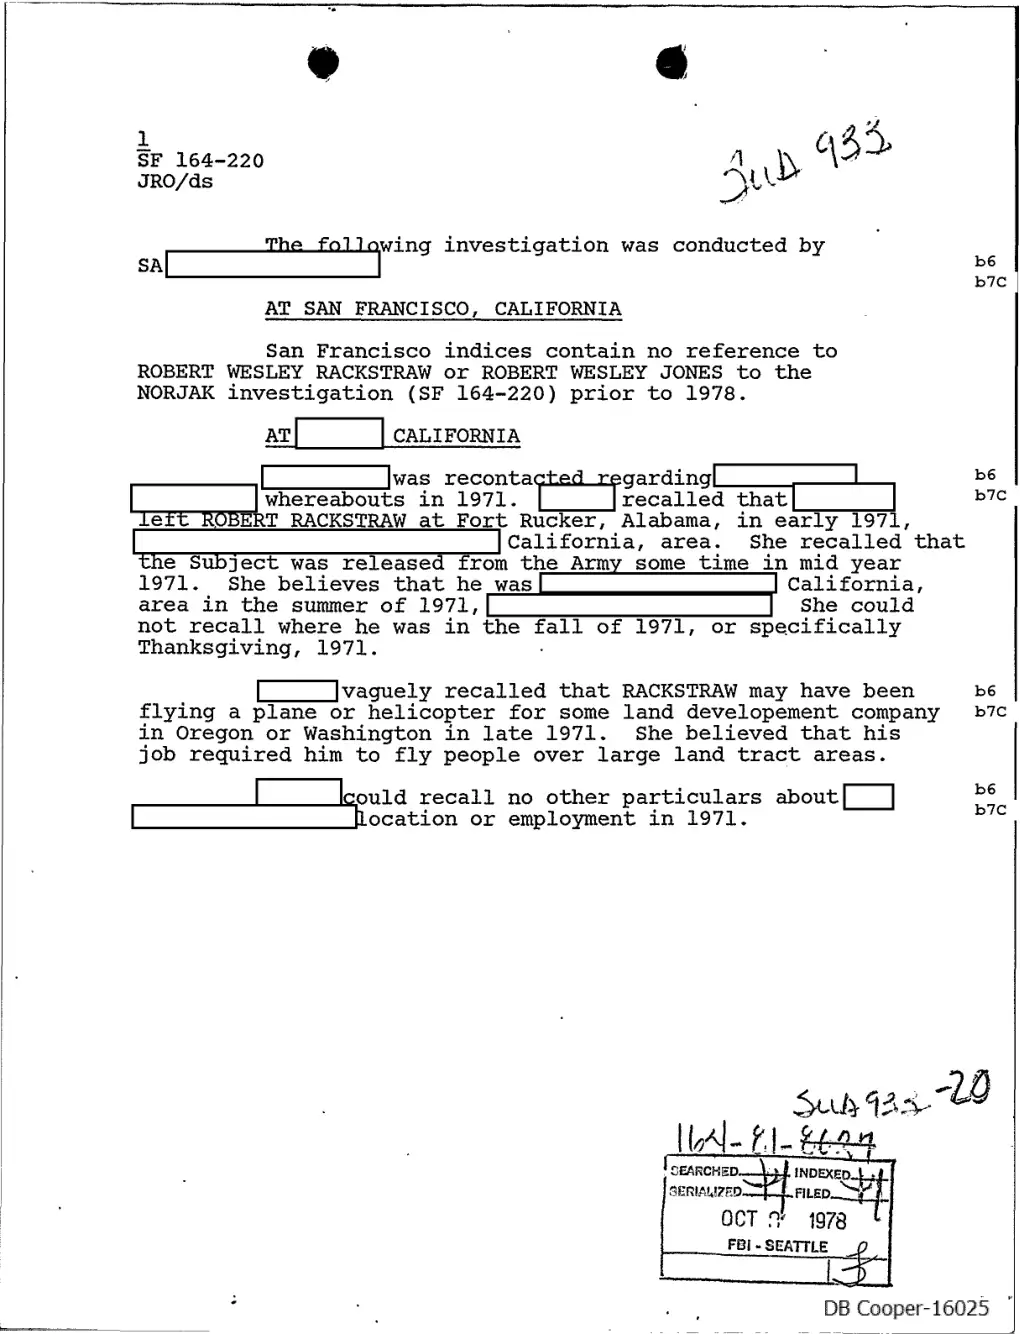 Sub 933
1
SF 164-220
JRO/ds
The following investigation was conducted by
SA
b6
b7C
AT SAN FRANCISCO, CALIFORNIA
San Francisco indices contain no reference to
ROBERT WESLEY RACKSTRAW or ROBERT WESLEY JONES to the
NORJAK investigation (SF 164-220) prior to 1978.
AT CALIFORNIA
was recontacted regarding
b6
whereabouts in 1971. recalled that
b7C
left ROBERT RACKSTRAW at Fort Rucker, Alabama, in early 1971,
California, area. She recalled that
the Subject was released from the Army some time in mid year
1971. She believes that he was California,
area in the summer of 1971, She could
not recall where he was in the fall of 1971, or specifically
Thanksgiving, 1971.
vaguely recalled that RACKSTRAW may have been
b6
flying a plane or helicopter for some land developement company
b7C
in Oregon or Washington in late 1971. She believed that his
job required him to fly people over large land tract areas.
could recall no other particulars about
b6
b7C
location or employment in 1971.
Sub 933 -20
164-81-
SEARCHED INDEXED
SERIALIZED FILED
OCT 1978
FBI - SEATTLE
DB Cooper-16025